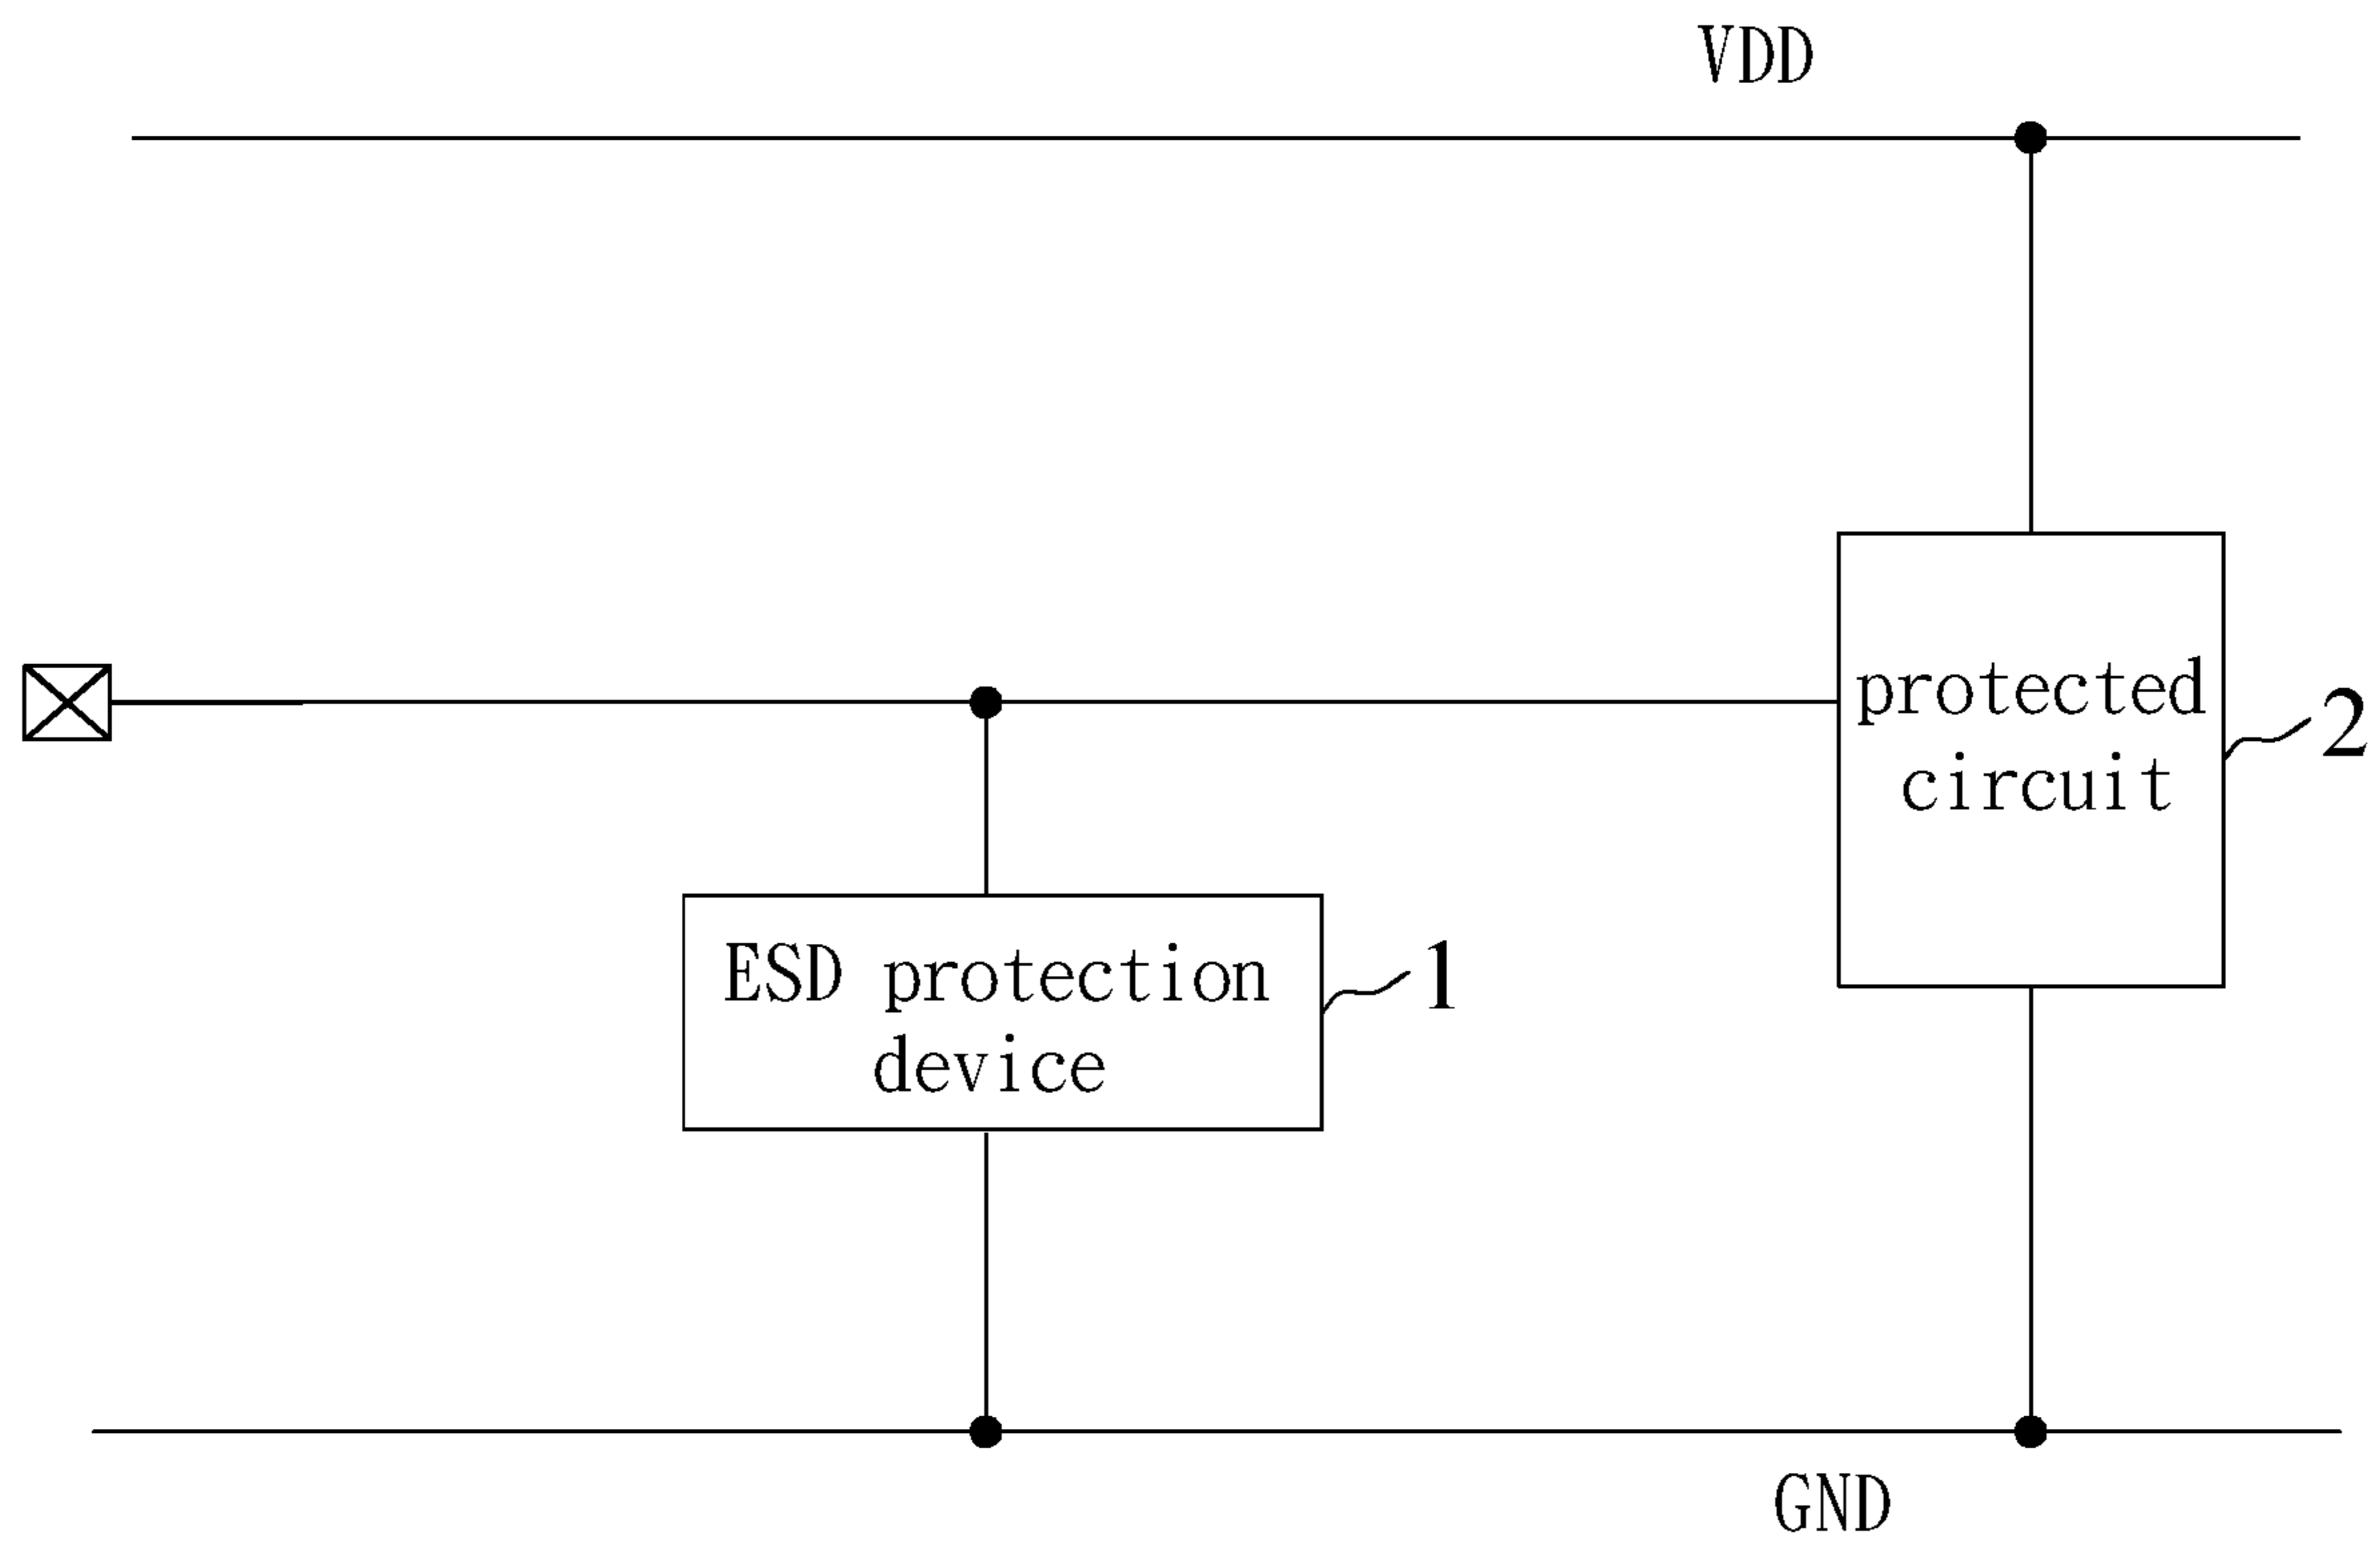 VDD
protected
circuit
2
ESD protection
device
1
GND